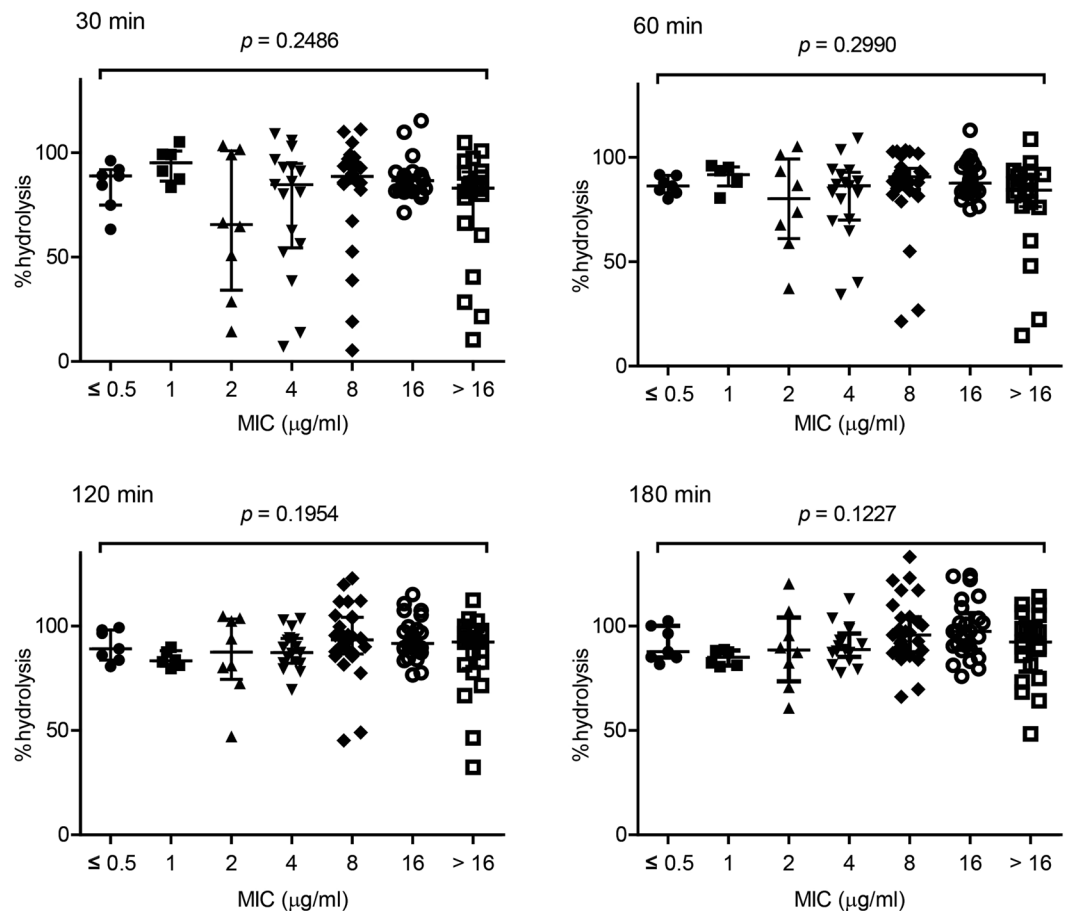 30 min
p = 0.2486
100
50
0
%hydrolysis
≤ 0.5 1 2 4 8 16 > 16
MIC (μg/ml)
60 min
p = 0.2990
100
50
0
%hydrolysis
≤ 0.5 1 2 4 8 16 > 16
MIC (μg/ml)
120 min
p = 0.1954
100
50
0
%hydrolysis
≤ 0.5 1 2 4 8 16 > 16
MIC (μg/ml)
180 min
p = 0.1227
100
50
0
%hydrolysis
≤ 0.5 1 2 4 8 16 > 16
MIC (μg/ml)